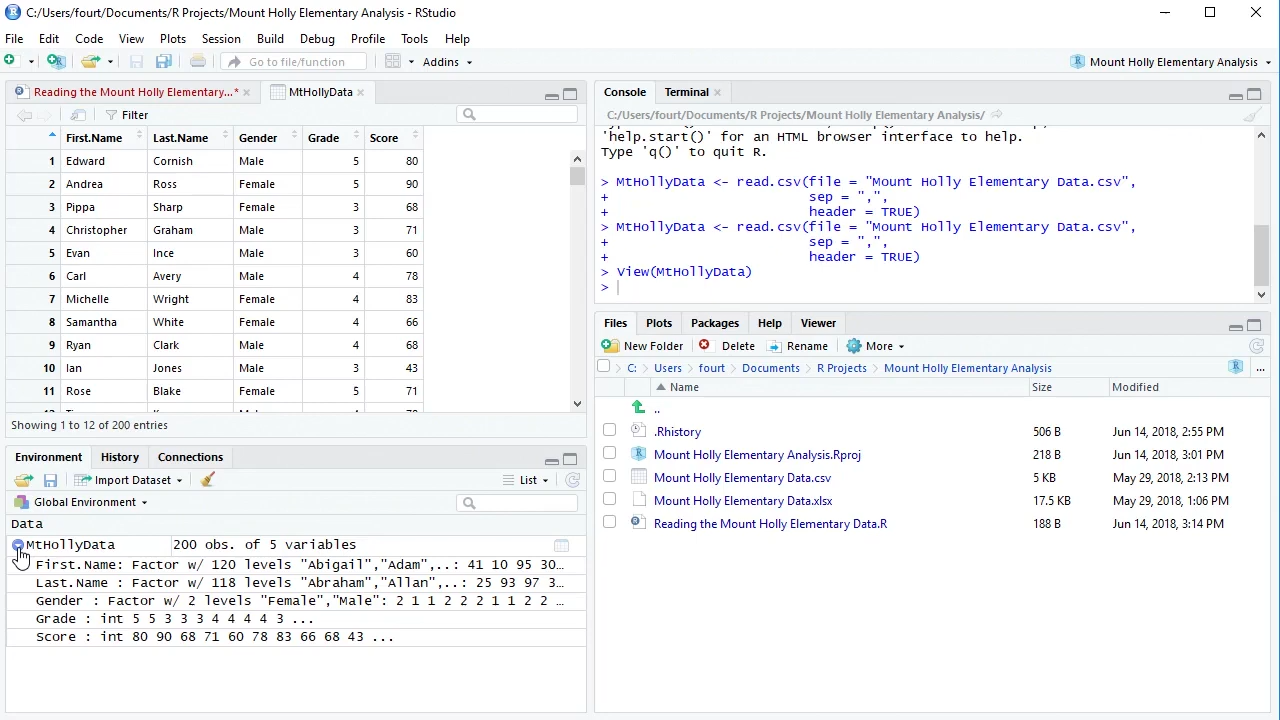 C:/Users/fourt/Documents/R Projects/Mount Holly Elementary Analysis - RStudio
File Edit Code View Plots Session Build Debug Profile Tools Help
Go to file/function Addins Mount Holly Elementary Analysis
Reading the Mount Holly Elementary...* MtHollyData
Filter
First.Name Last.Name Gender Grade Score
1 Edward Cornish Male 5 80
2 Andrea Ross Female 5 90
3 Pippa Sharp Female 3 68
4 Christopher Graham Male 3 71
5 Evan Ince Male 3 60
6 Carl Avery Male 4 78
7 Michelle Wright Female 4 83
8 Samantha White Female 4 66
9 Ryan Clark Male 4 68
10 Ian Jones Male 3 43
11 Rose Blake Female 5 71
Showing 1 to 12 of 200 entries
Environment History Connections
Import Dataset List
Global Environment
Data
MtHollyData 200 obs. of 5 variables
First.Name: Factor w/ 120 levels "Abigail","Adam",..: 41 10 95 30…
Last.Name : Factor w/ 118 levels "Abraham","Allan",..: 25 93 97 3…
Gender : Factor w/ 2 levels "Female","Male": 2 1 1 2 2 2 1 1 2 2 …
Grade : int 5 5 3 3 3 4 4 4 4 3 ...
Score : int 80 90 68 71 60 78 83 66 68 43 ...
Console Terminal
C:/Users/fourt/Documents/R Projects/Mount Holly Elementary Analysis/
'help.start()' for an HTML browser interface to help.
Type 'q()' to quit R.
> MtHollyData <- read.csv(file = "Mount Holly Elementary Data.csv",
+ sep = ",",
+ header = TRUE)
> MtHollyData <- read.csv(file = "Mount Holly Elementary Data.csv",
+ sep = ",",
+ header = TRUE)
> View(MtHollyData)
>
Files Plots Packages Help Viewer
New Folder Delete Rename More
C: Users fourt Documents R Projects Mount Holly Elementary Analysis ...
Name Size Modified
..
.Rhistory 506 B Jun 14, 2018, 2:55 PM
Mount Holly Elementary Analysis.Rproj 218 B Jun 14, 2018, 3:01 PM
Mount Holly Elementary Data.csv 5 KB May 29, 2018, 2:13 PM
Mount Holly Elementary Data.xlsx 17.5 KB May 29, 2018, 1:06 PM
Reading the Mount Holly Elementary Data.R 188 B Jun 14, 2018, 3:14 PM